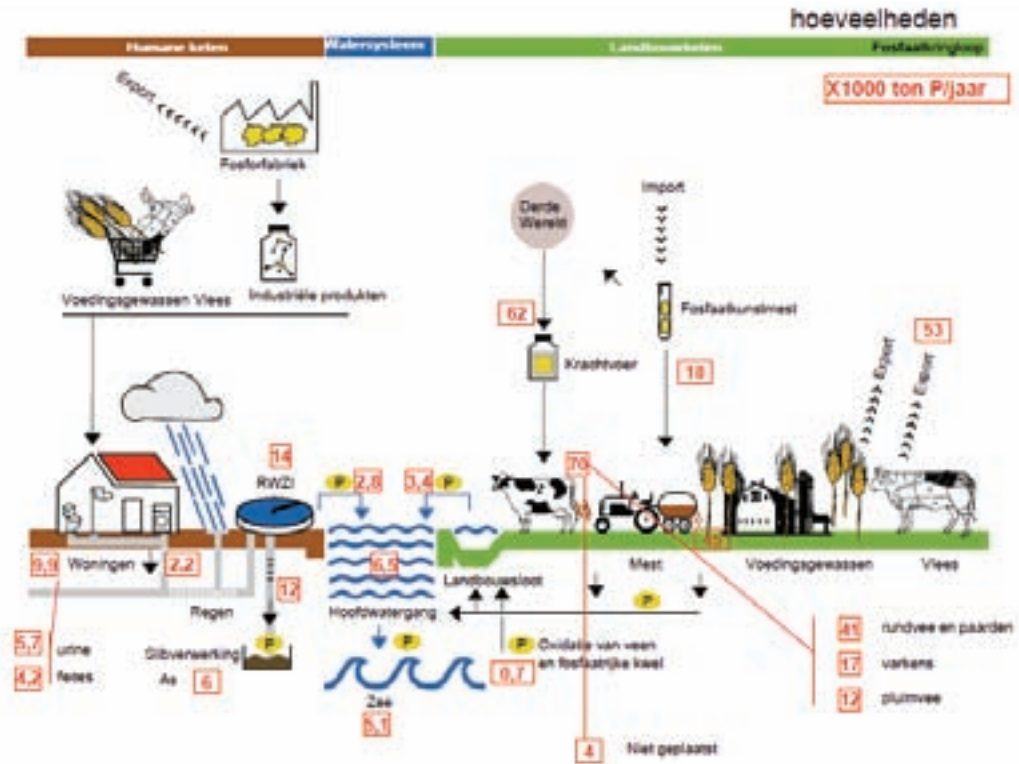 hoeveelheden
Humane keten
Watersysteem
Landbouwketen
Fosfaatkringloop
X1000 ton P/jaar
Export
Fosforfabriek
Voedingsgewassen Vlees
Industriële produkten
Derde
Wereld
Import
62
Krachtvoer
Fosfaatkunstmest
18
53
Export
Export
14
RWZI
P
2,8
3,4
P
70
9,9
Woningen
2,2
12
6,9
Landbouwsloot
Mest
Voedingsgewassen
Vlees
Regen
Hoofdwatergang
P
5,7
urine
4,2
feces
Slibverwerking
P
As
6
P
Zee
5,1
P
Oxidatie van veen
en fosfaatrijke kwel
0,7
41
rundvee en paarden
17
varkens
12
pluimvee
4
Niet geplaatst